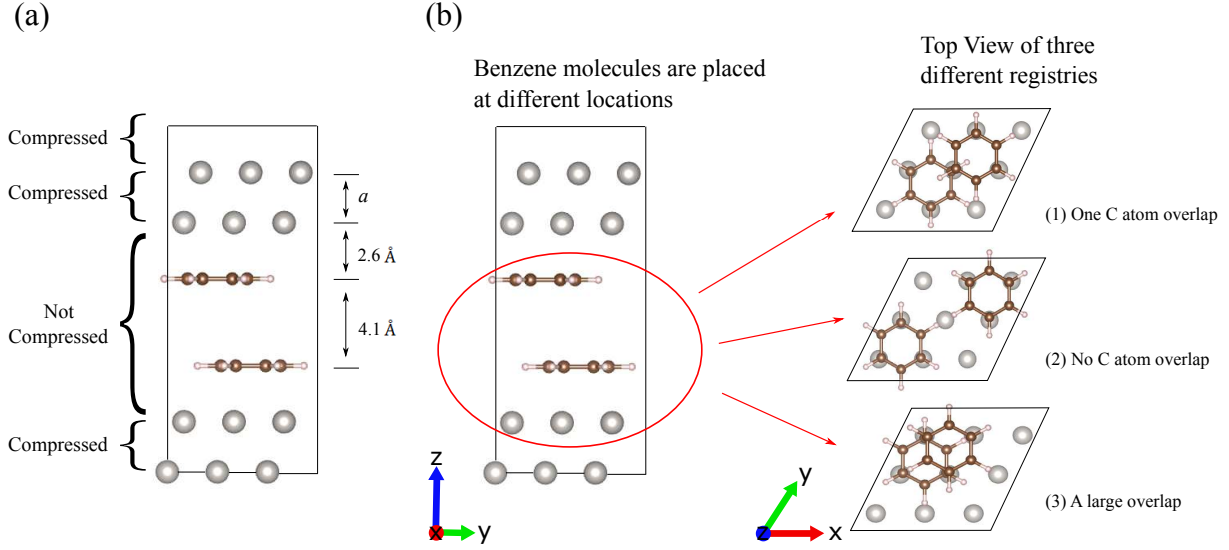 (a)
Compressed
Compressed
Not
Compressed
Compressed
a
2.6 Å
4.1 Å
(b)
Benzene molecules are placed
at different locations
z
x
y
Top View of three
different registries
(1) One C atom overlap
(2) No C atom overlap
(3) A large overlap
y
z
x